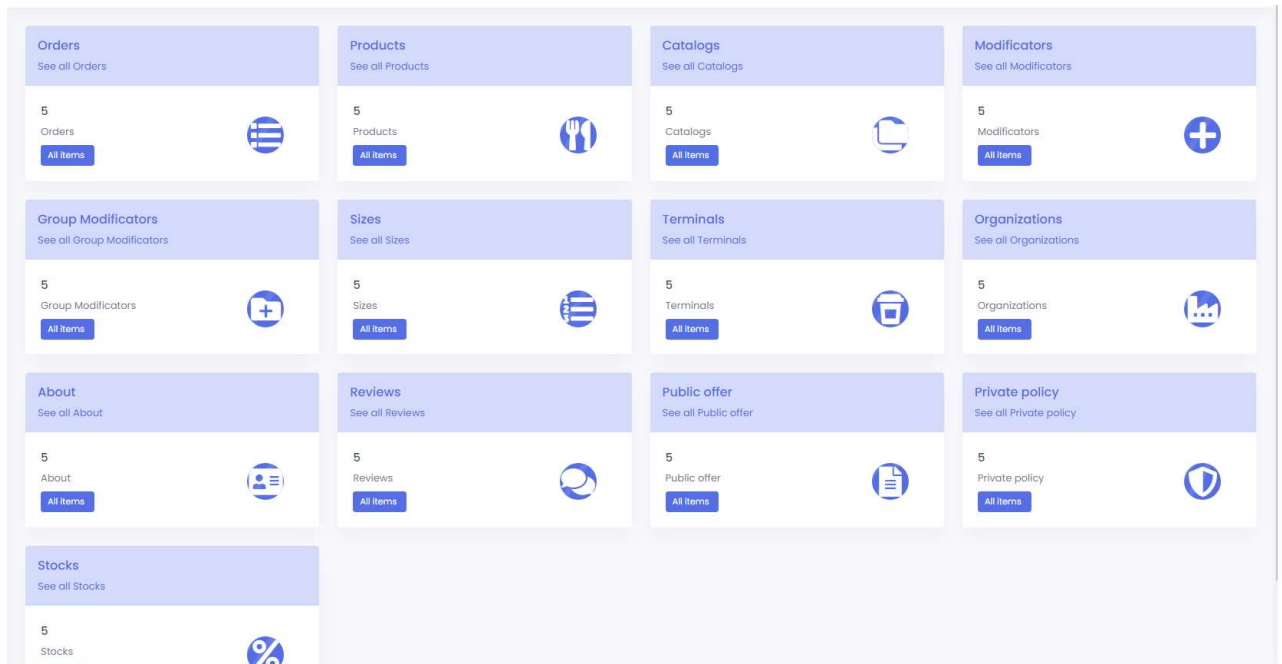 Orders
See all Orders
5
Orders
All items
Products
See all Products
5
Products
All items
Catalogs
See all Catalogs
5
Catalogs
All items
Modificators
See all Modificators
5
Modificators
All items
Group Modificators
See all Group Modificators
5
Group Modificators
All items
Sizes
See all Sizes
5
Sizes
All items
1
2
3
Terminals
See all Terminals
5
Terminals
All items
Organizations
See all Organizations
5
Organizations
All items
About
See all About
5
About
All items
Reviews
See all Reviews
5
Reviews
All items
Public offer
See all Public offer
5
Public offer
All items
Private policy
See all Private policy
5
Private policy
All items
Stocks
See all Stocks
5
Stocks
%